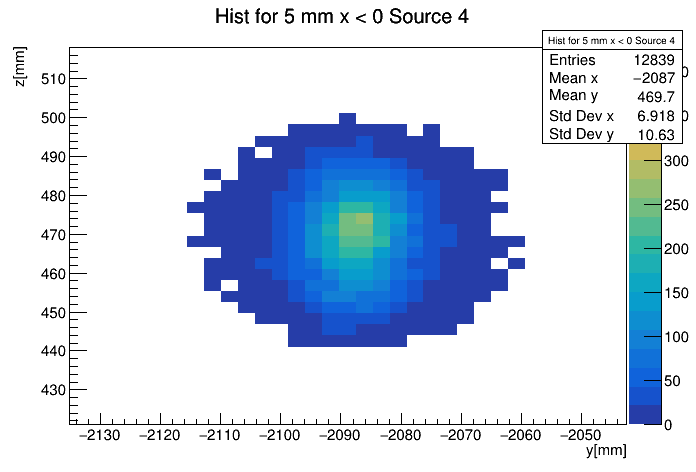 Hist for 5 mm x < 0 Source 4
z[mm]
Hist for 5 mm x < 0 Source 4
Entries 12839
Mean x −2087
Mean y 469.7
Std Dev x 6.918
Std Dev y 10.63
510
500
490
480
470
460
450
440
430
300
250
200
150
100
50
0
−2130 −2120 −2110 −2100 −2090 −2080 −2070 −2060 −2050
y[mm]